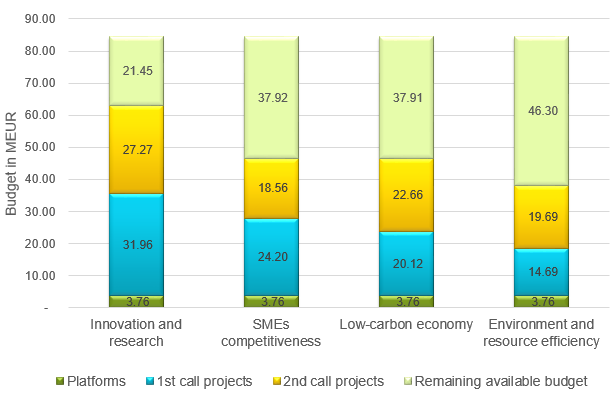 90.00
80.00
70.00
60.00
50.00
40.00
30.00
20.00
10.00
-
Budget in MEUR
21.45
37.92
37.91
46.30
27.27
18.56
22.66
19.69
31.96
24.20
20.12
14.69
3.76
3.76
3.76
3.76
Innovation and
research
SMEs
competitiveness
Low-carbon economy
Environment and
resource efficiency
Platforms
1st call projects
2nd call projects
Remaining available budget